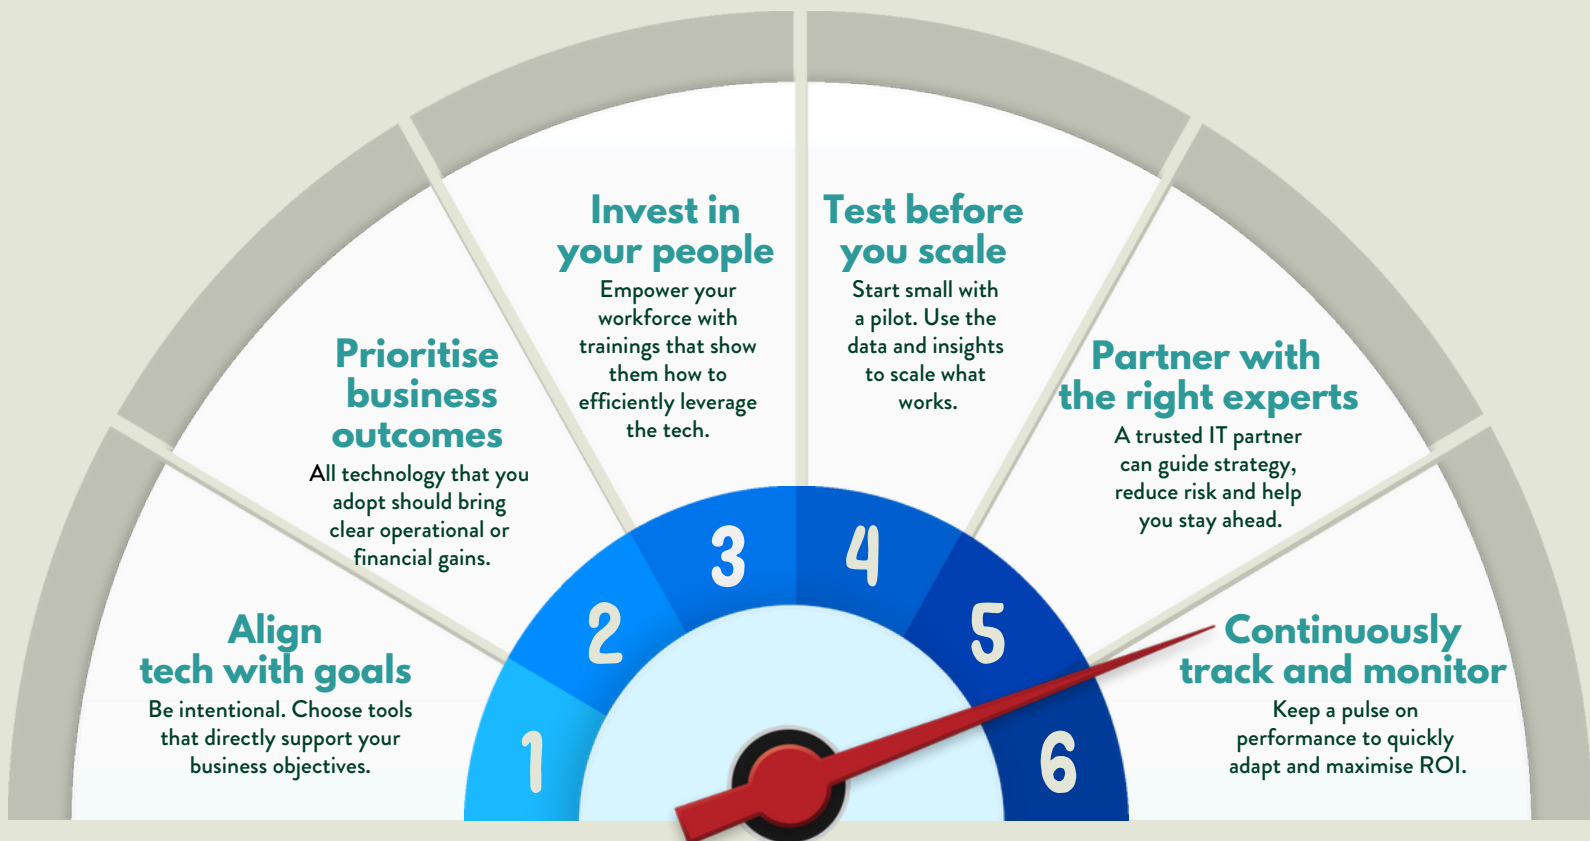 Align
tech with goals
Be intentional. Choose tools
that directly support your
business objectives.
Prioritise
business
outcomes
All technology that you
adopt should bring
clear operational or
financial gains.
Invest in
your people
Empower your
workforce with
trainings that show
them how to
efficiently leverage
the tech.
Test before
you scale
Start small with
a pilot. Use the
data and insights
to scale what
works.
Partner with
the right experts
A trusted IT partner
can guide strategy,
reduce risk and help
you stay ahead.
Continuously
track and monitor
Keep a pulse on
performance to quickly
adapt and maximise ROI.
1
2
3
4
5
6